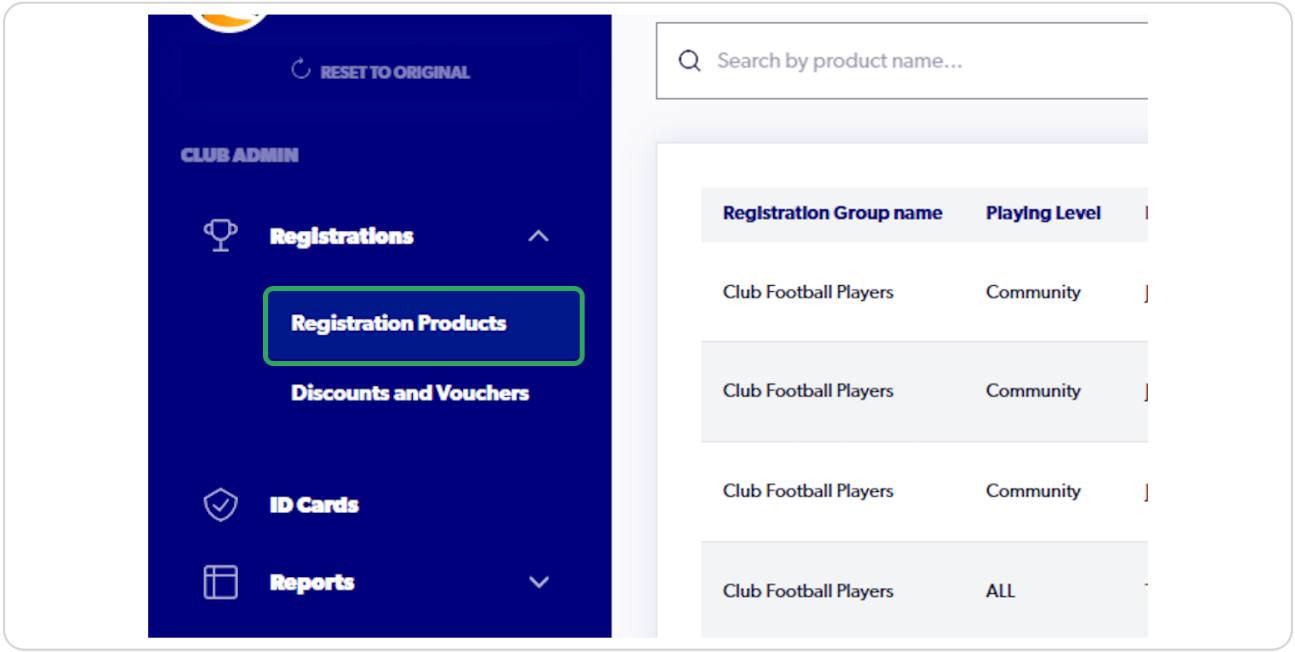 RESET TO ORIGINAL
CLUB ADMIN
Registrations
Registration Products
Discounts and Vouchers
ID Cards
Reports
Search by product name...
Registration Group name Playing Level
Club Football Players Community
Club Football Players Community
Club Football Players Community
Club Football Players ALL